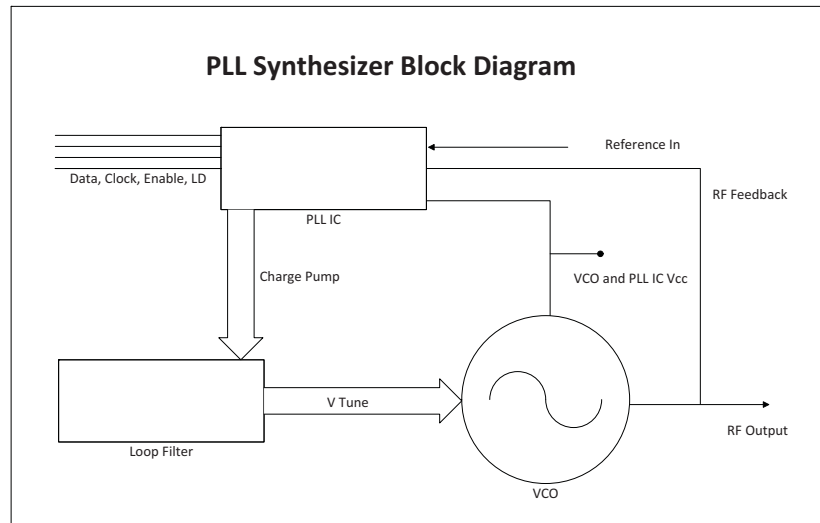 PLL Synthesizer Block Diagram
Reference In
Data, Clock, Enable, LD
RF Feedback
PLL IC
Charge Pump
VCO and PLL IC Vcc
V Tune
RF Output
Loop Filter
VCO